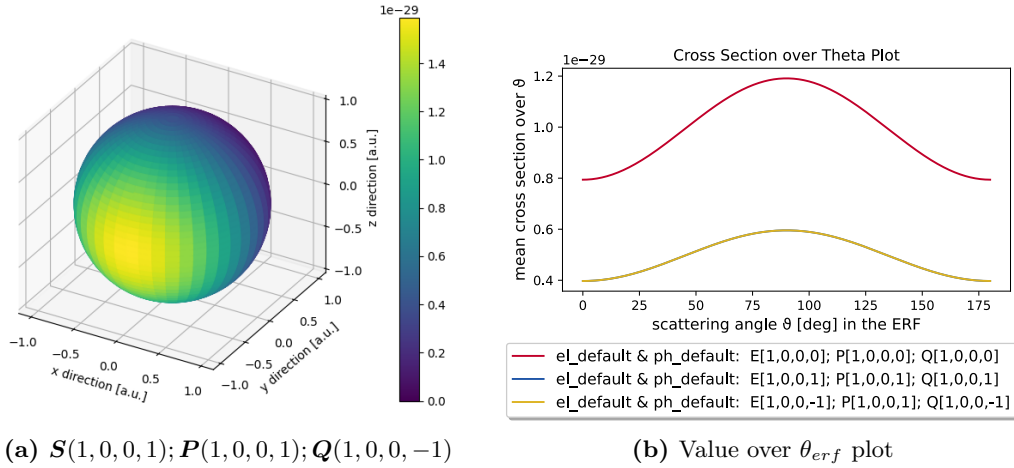 1e−29
1.4
1.2
1.0
0.8
0.6
0.4
0.2
0.0
1.0
0.5
0.0
−0.5
−1.0
z direction [a.u.]
−1.0
−0.5
0.0
0.5
1.0
x direction [a.u.]
−1.0
−0.5
0.0
0.5
1.0
y direction [a.u.]
(a) S(1, 0, 0, 1); P(1, 0, 0, 1); Q(1, 0, 0, −1)
Cross Section over Theta Plot
1e−29
1.2
1.0
0.8
0.6
0.4
mean cross section over ϑ
0 25 50 75 100 125 150 175
scattering angle ϑ [deg] in the ERF
el_default & ph_default: E[1,0,0,0]; P[1,0,0,0]; Q[1,0,0,0]
el_default & ph_default: E[1,0,0,1]; P[1,0,0,1]; Q[1,0,0,1]
el_default & ph_default: E[1,0,0,-1]; P[1,0,0,1]; Q[1,0,0,-1]
(b) Value over θerf plot